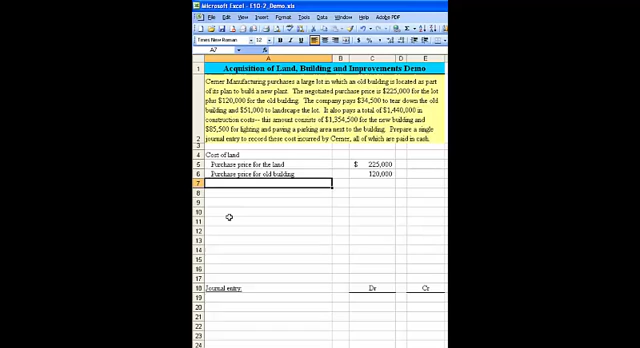 Microsoft Excel - E10-2_Demo.xls
File Edit View Insert Format Tools Data Window Help Adobe PDF
Times New Roman 12 B I U
A7 fx
A B C D E
1 Acquisition of Land, Building and Improvements Demo
Cerner Manufacturing purchases a large lot in which an old building is located as part
of its plan to build a new plant. The negotiated purchase price is $225,000 for the lot
plus $120,000 for the old building. The company pays $34,500 to tear down the old
building and $51,000 to landscape the lot. It also pays a total of $1,440,000 in
construction costs-- this amount consists of $1,354,500 for the new building and
$85,500 for lighting and paving a parking area next to the building. Prepare a single
2 journal entry to record these cost incurred by Cerner, all of which are paid in cash.
3
4 Cost of land
5 Purchase price for the land $ 225,000
6 Purchase price for old building 120,000
7
8
9
10
11
12
13
14
15
16
17
18 Journal entry: Dr Cr
19
20
21
22
23
24